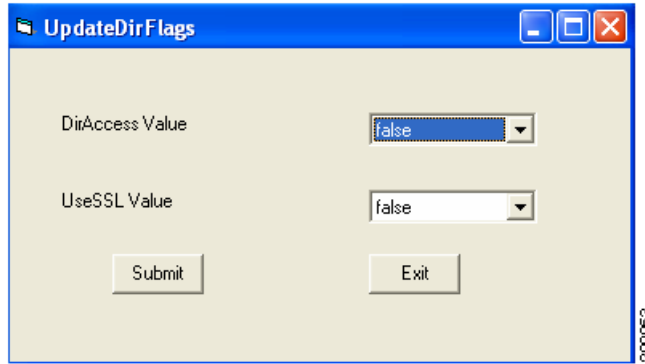 UpdateDirFlags
DirAccess Value
false
UseSSL Value
false
Submit
Exit